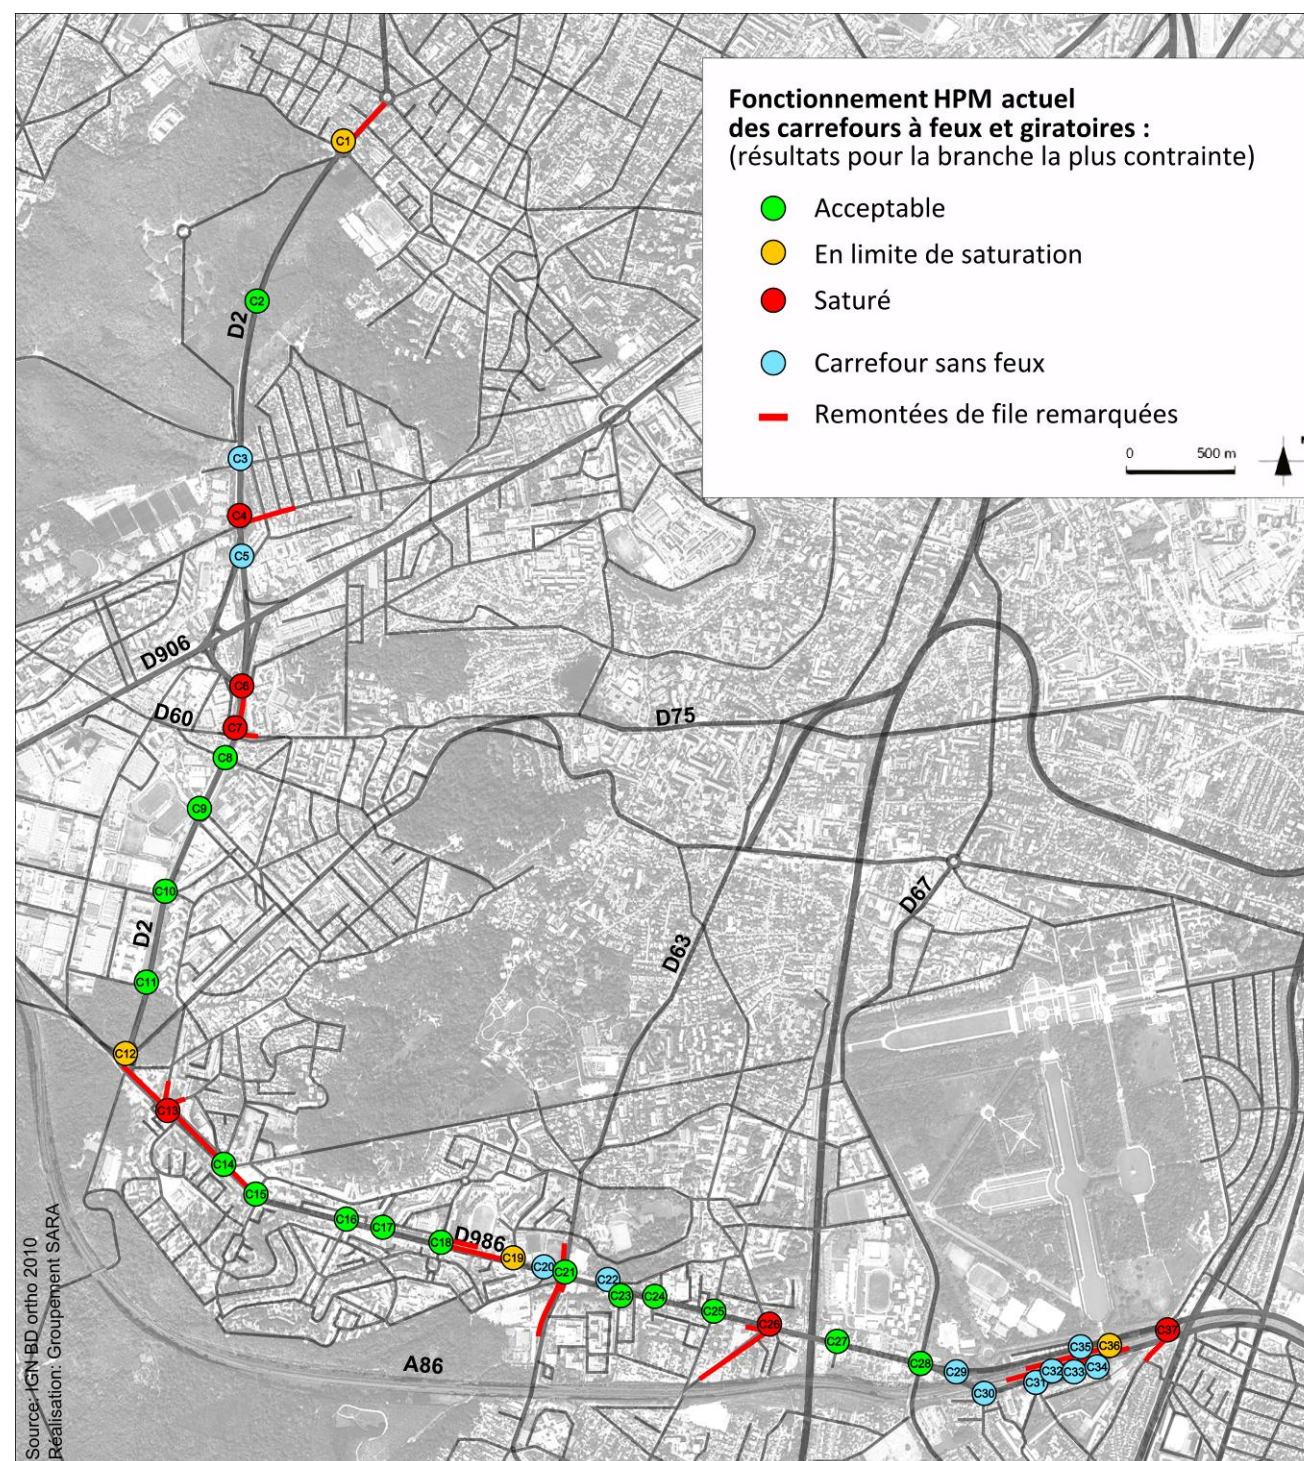 Fonctionnement HPM actuel
des carrefours à feux et giratoires :
(résultats pour la branche la plus contrainte)
Acceptable
En limite de saturation
Saturé
Carrefour sans feux
Remontées de file remarquées
0 500 m
C1
C2
D2
C3
C4
C5
D906
C6
D60
C7
D75
C8
C9
C10
D67
D2
D63
C11
C12
C13
C14
C15
C16
C17
C18
D986
C19
C20
C21
C22
C23
C24
C25
C26
C27
C28
C29
C30
C31
C32
C33
C34
C35
C36
C37
A86
Source: IGN BD ortho 2010
Réalisation: Groupement SARA